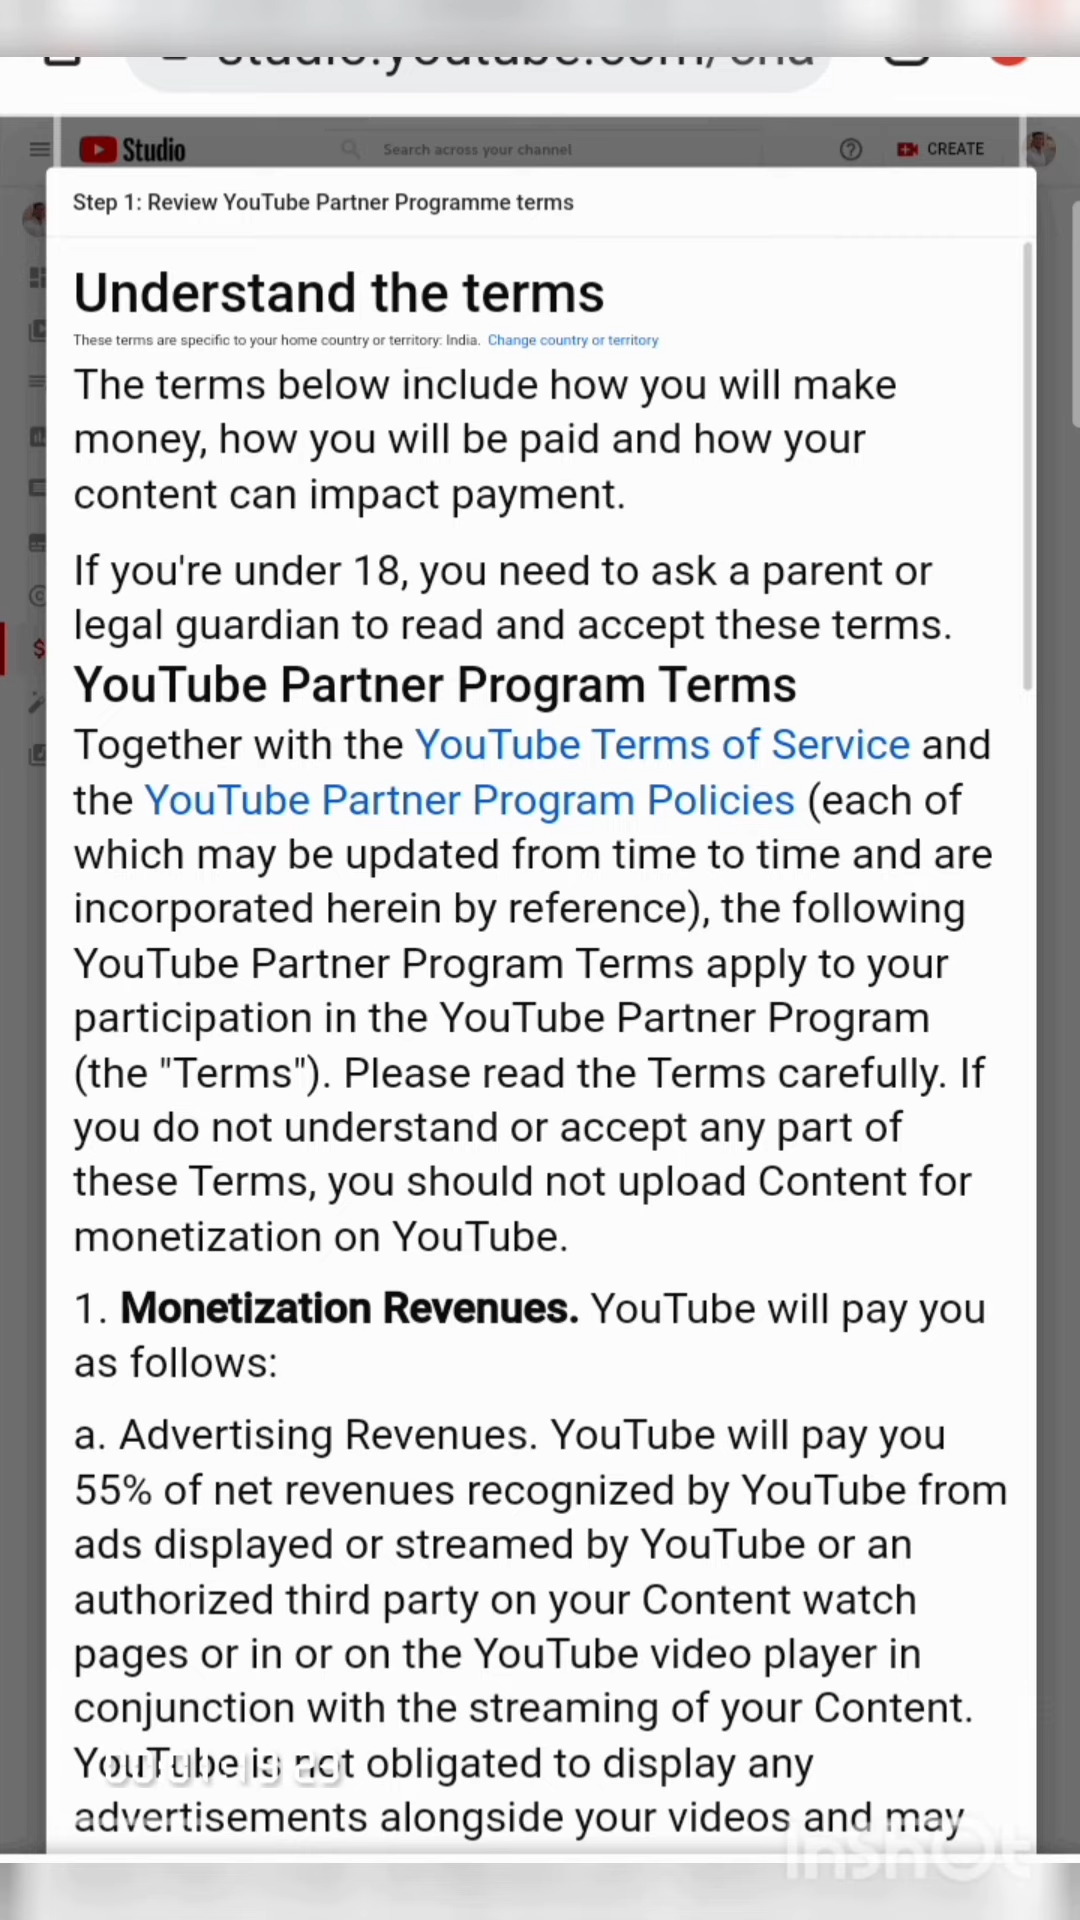 studio.youtube.com/cha
Studio
Search across your channel
CREATE
Step 1: Review YouTube Partner Programme terms
Understand the terms
These terms are specific to your home country or territory: India. Change country or territory
The terms below include how you will make
money, how you will be paid and how your
content can impact payment.
If you're under 18, you need to ask a parent or
legal guardian to read and accept these terms.
YouTube Partner Program Terms
Together with the YouTube Terms of Service and
the YouTube Partner Program Policies (each of
which may be updated from time to time and are
incorporated herein by reference), the following
YouTube Partner Program Terms apply to your
participation in the YouTube Partner Program
(the "Terms"). Please read the Terms carefully. If
you do not understand or accept any part of
these Terms, you should not upload Content for
monetization on YouTube.
1. Monetization Revenues. YouTube will pay you
as follows:
a. Advertising Revenues. YouTube will pay you
55% of net revenues recognized by YouTube from
ads displayed or streamed by YouTube or an
authorized third party on your Content watch
pages or in or on the YouTube video player in
conjunction with the streaming of your Content.
YouTube is not obligated to display any
advertisements alongside your videos and may
InShOt